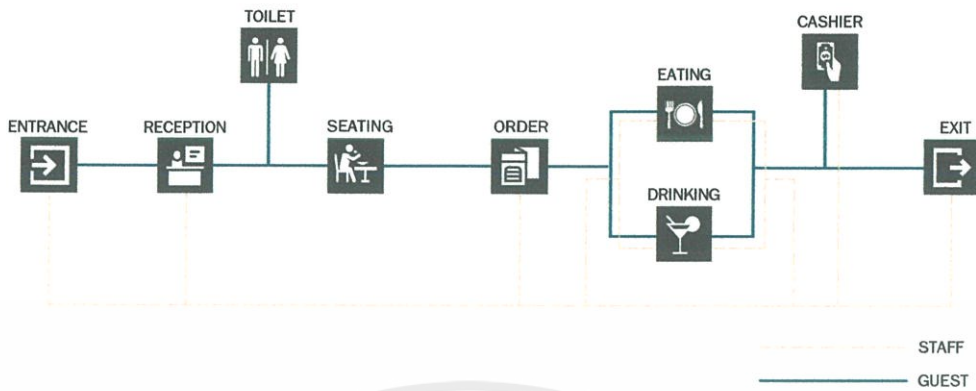 TOILET
CASHIER
EATING
ENTRANCE
RECEPTION
SEATING
ORDER
EXIT
DRINKING
STAFF
GUEST